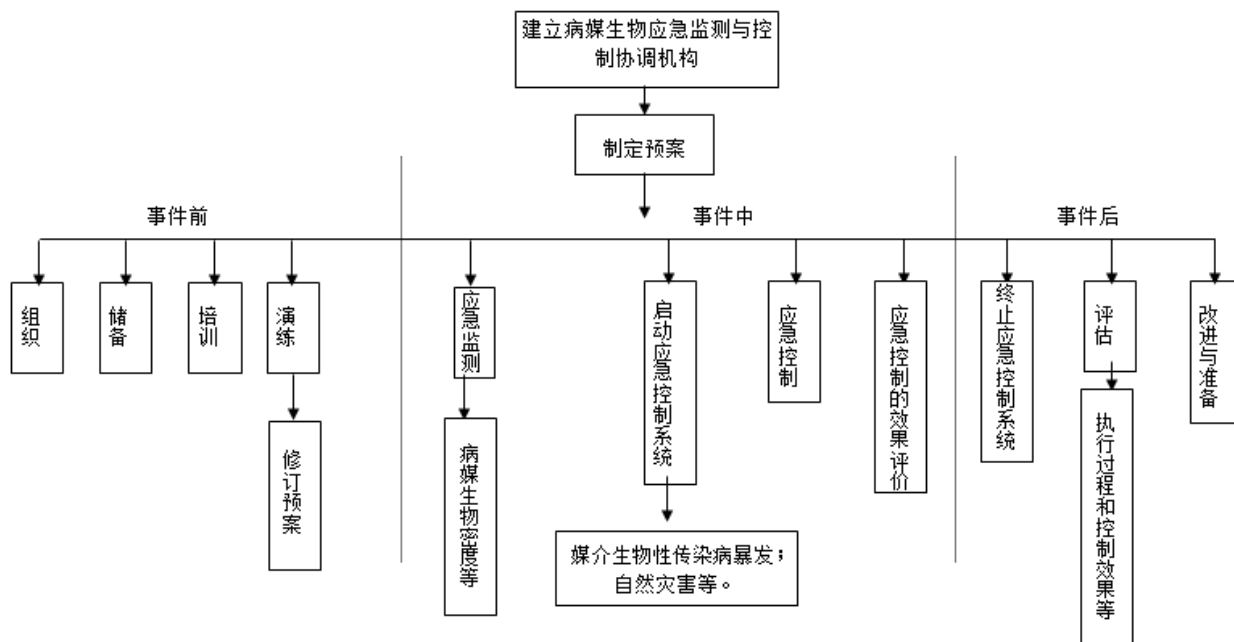 建立病媒生物应急监测与控
制协调机构
制定预案
事件前
事件中
事件后
组织
储备
培训
演练
应急监测
启动应急控制系统
应急控制
应急控制的效果评价
终止应急控制系统
评估
改进与准备
修订预案
病媒生物密度等
执行过程和控制效果等
媒介生物性传染病暴发；
自然灾害等。